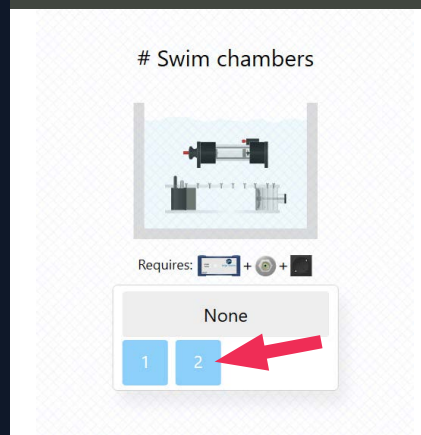 # Swim chambers
Requires: + +
None
1 2